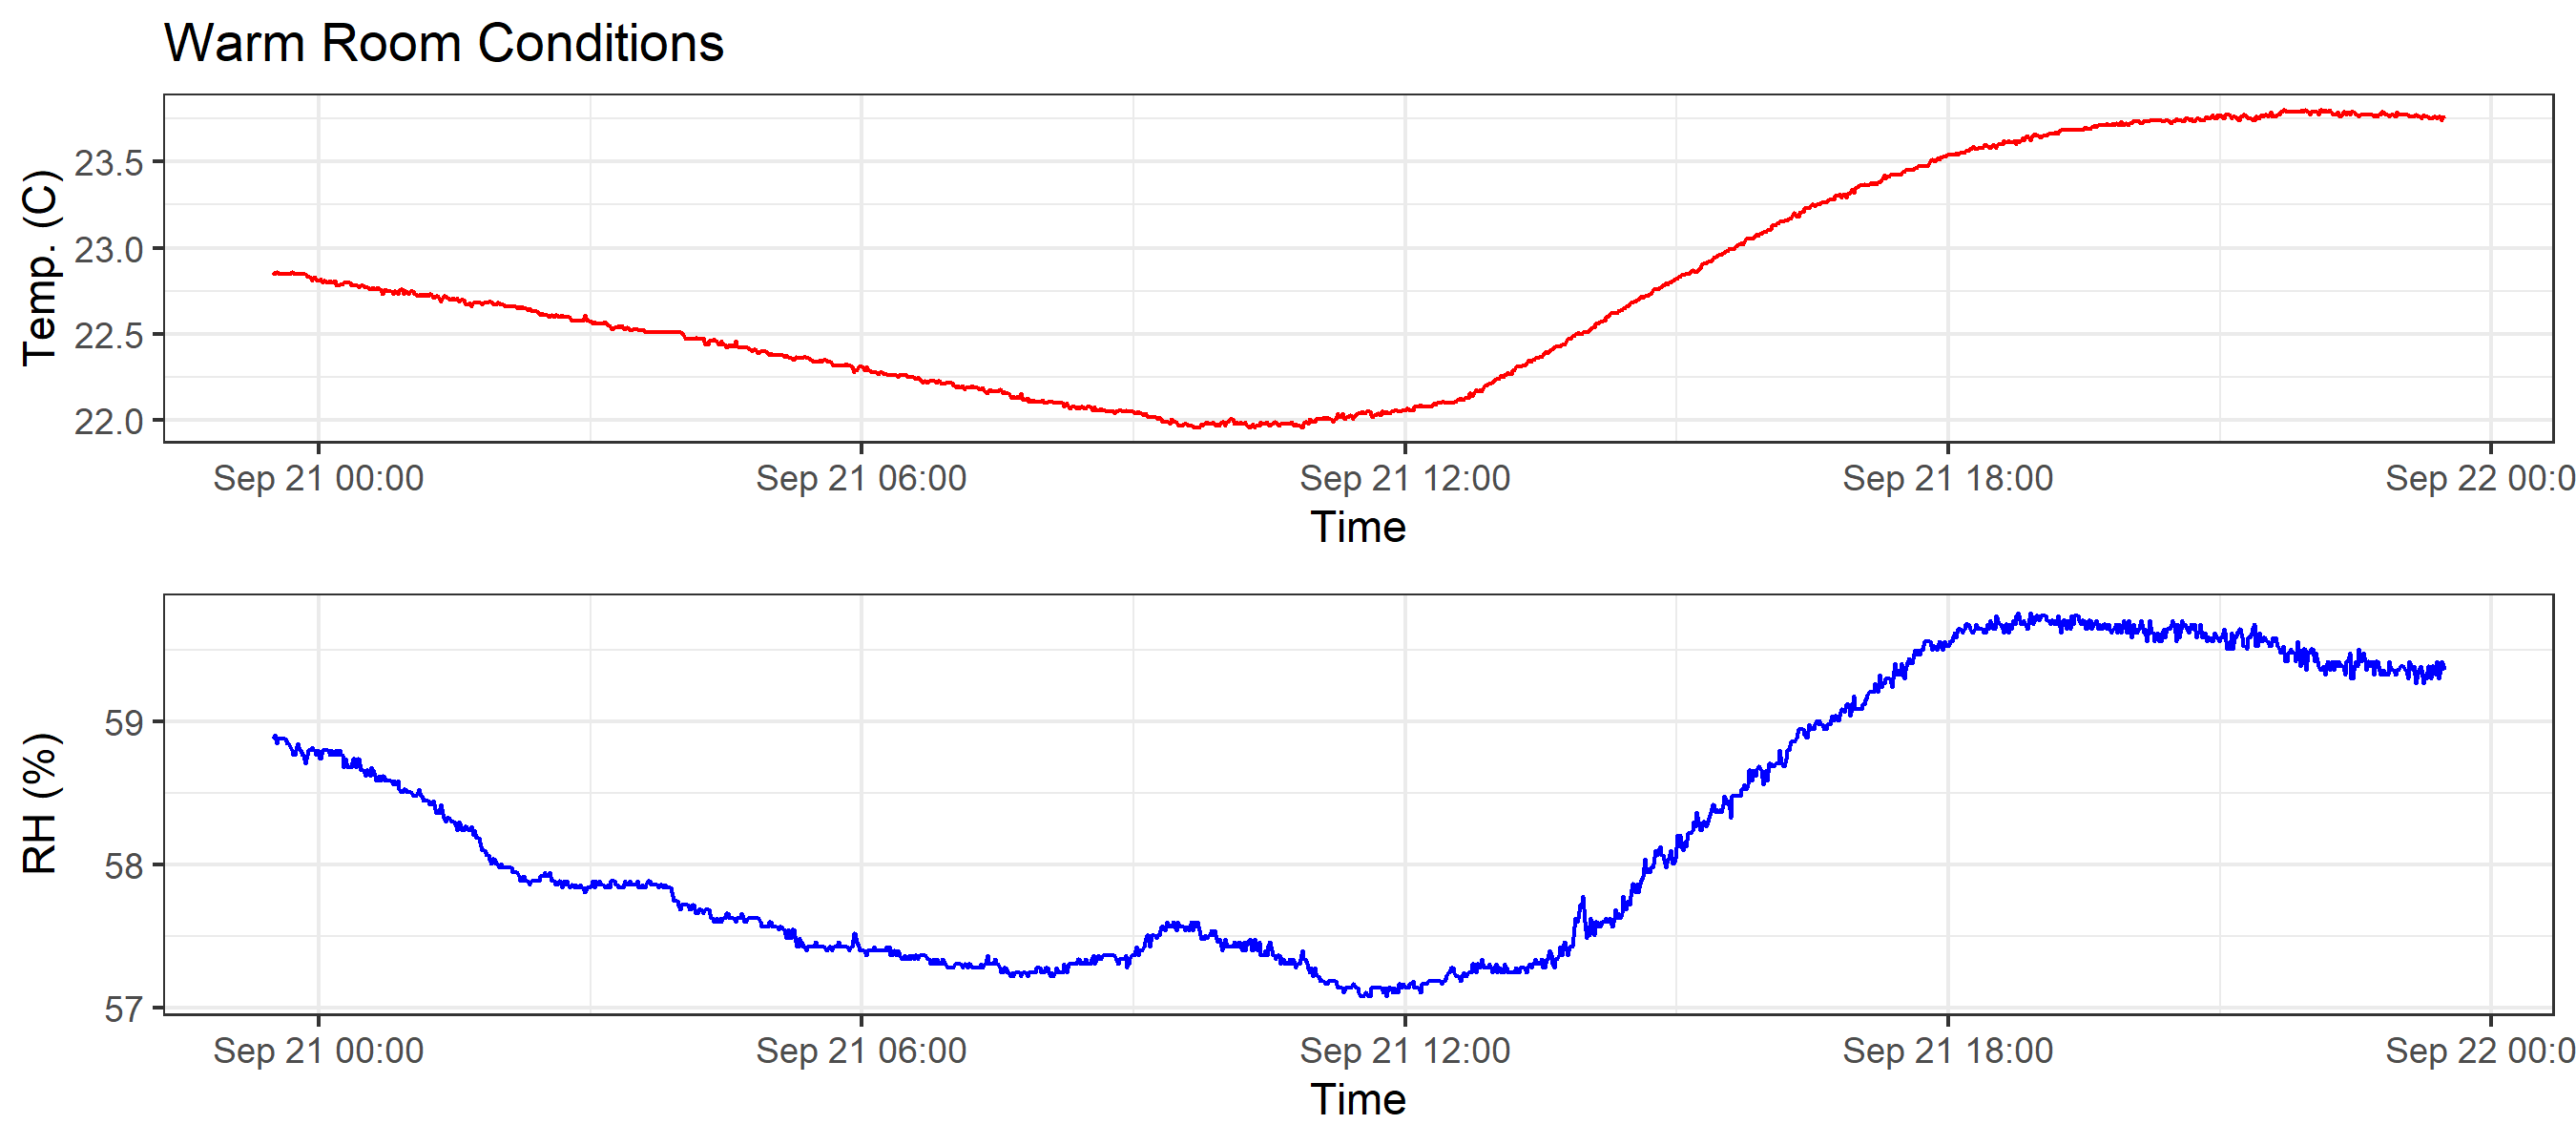 Warm Room Conditions
Temp. (C)
23.5
23.0
22.5
22.0
Sep 21 00:00 Sep 21 06:00 Sep 21 12:00 Sep 21 18:00 Sep 22 00:0
Time
RH (%)
59
58
57
Sep 21 00:00 Sep 21 06:00 Sep 21 12:00 Sep 21 18:00 Sep 22 00:0
Time